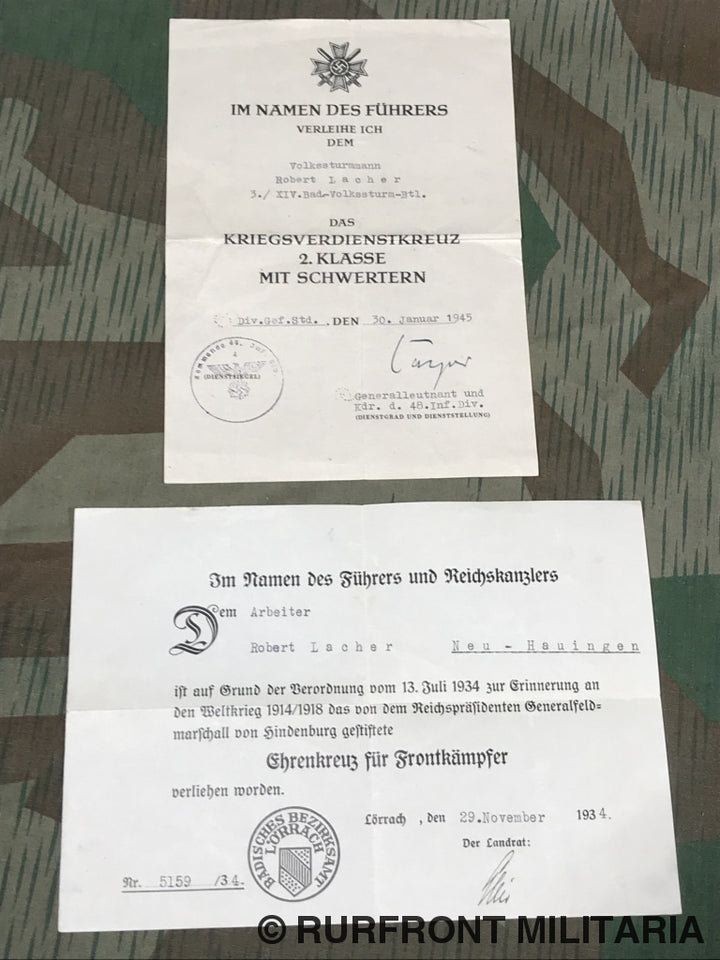 IM NAMEN DES FÜHRERS
VERLEIHE ICH
DEM
Volkssturmmann
Robert Lacher
3./ XIV.Bad-Volkssturm-Btl.
DAS
KRIEGSVERDIENSTKREUZ
2. KLASSE
MIT SCHWERTERN
Div.Gef.Std. , DEN 30. Januar 1945
Kommando 48. Inf. Div.
(DIENSTSIEGEL)
Generalleutnant und
Kdr. d. 48.Inf.Div.
(DIENSTGRAD UND DIENSTSTELLUNG)
Im Namen des Führers und Reichskanzlers
Dem Arbeiter
Robert Lacher Neu - Hauingen
ist auf Grund der Verordnung vom 13. Juli 1934 zur Erinnerung an
den Weltkrieg 1914/1918 das von dem Reichspräsidenten Generalfeld=
marschall von Hindenburg gestiftete
Ehrenkreuz für Frontkämpfer
verliehen worden.
Lörrach , den 29.November 1934.
Der Landrat:
BADISCHES BEZIRKSAMT
LÖRRACH
Nr. 5159 /34.
© RURFRONT MILITARIA